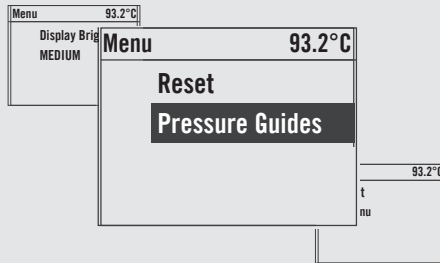 Menu 93.2°C
Display Brig
MEDIUM
Menu 93.2°C
Reset
Pressure Guides
93.2°C
t
nu